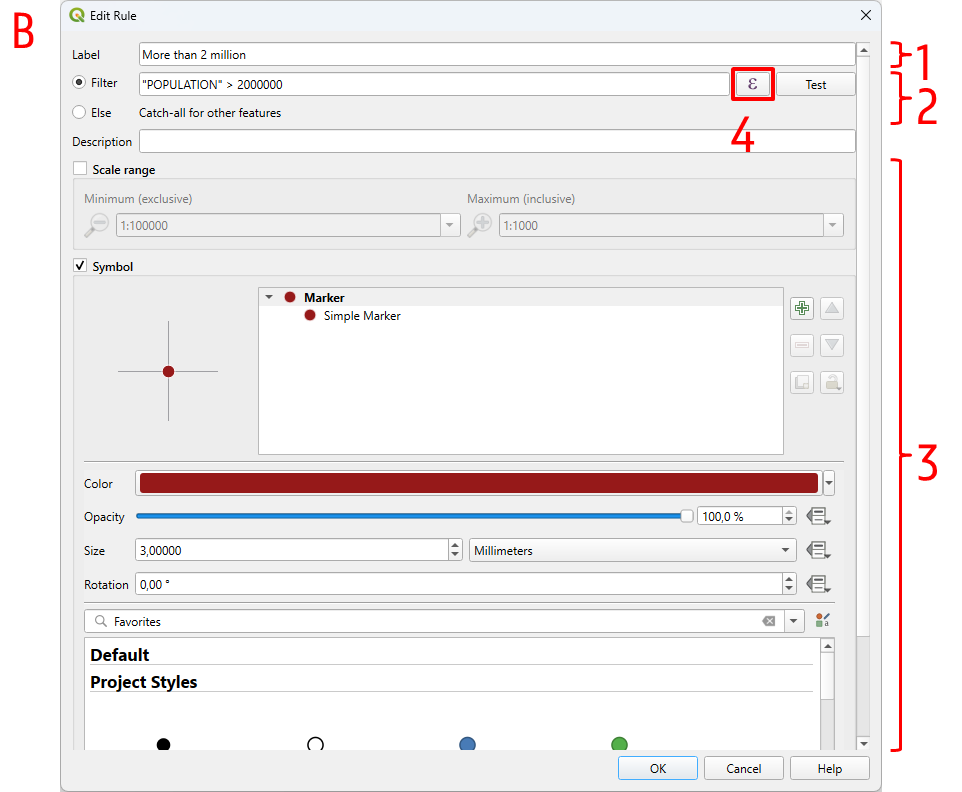 B
Edit Rule
Label More than 2 million
1
Filter "POPULATION" > 2000000 ε Test
2
Else Catch-all for other features
4
Description
Scale range
Minimum (exclusive) Maximum (inclusive)
1:100000 1:1000
Symbol
Marker
Simple Marker
3
Color
Opacity 100,0 %
Size 3,00000 Millimeters
Rotation 0,00 °
Favorites
Default
Project Styles
OK Cancel Help